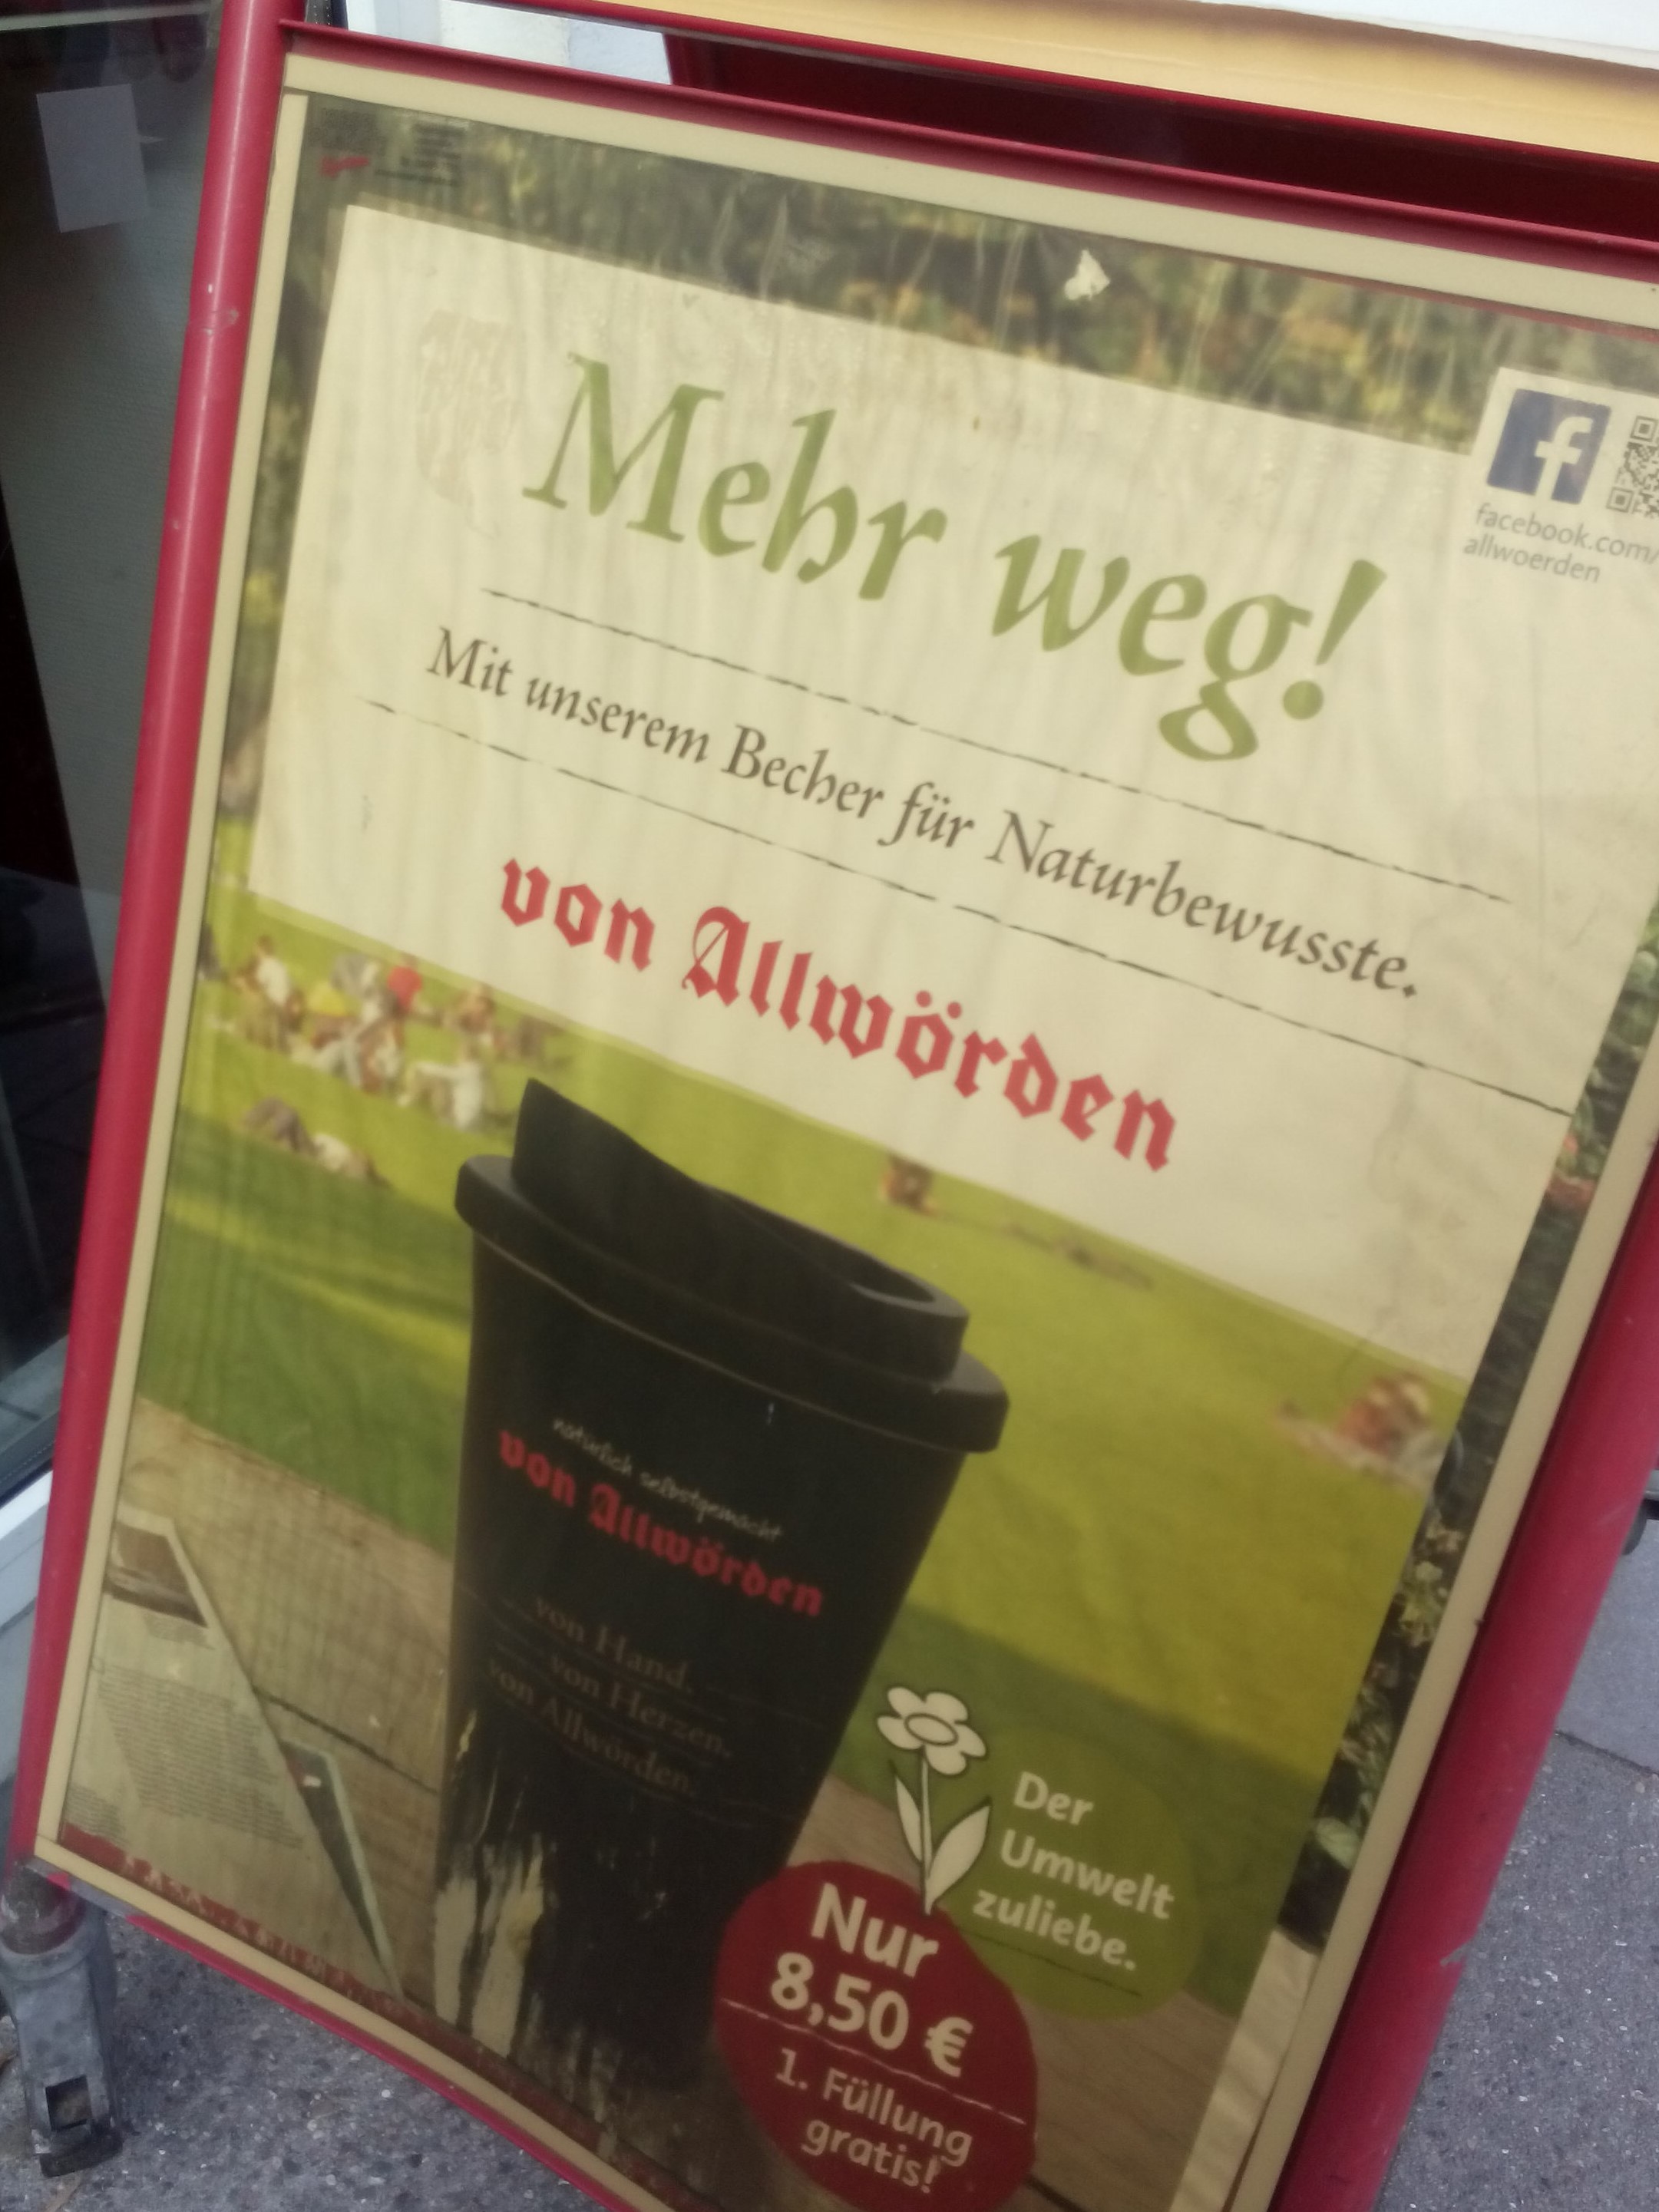 Mehr weg!
facebook.com/
allwoerden
Mit unserem Becher für Naturbewusste.
von Allwörden
natürlich selbstgemacht
von Allwörden
von Hand.
von Herzen.
von Allwörden.
Der
Umwelt
zuliebe.
Nur
8,50 €
1. Füllung
gratis!